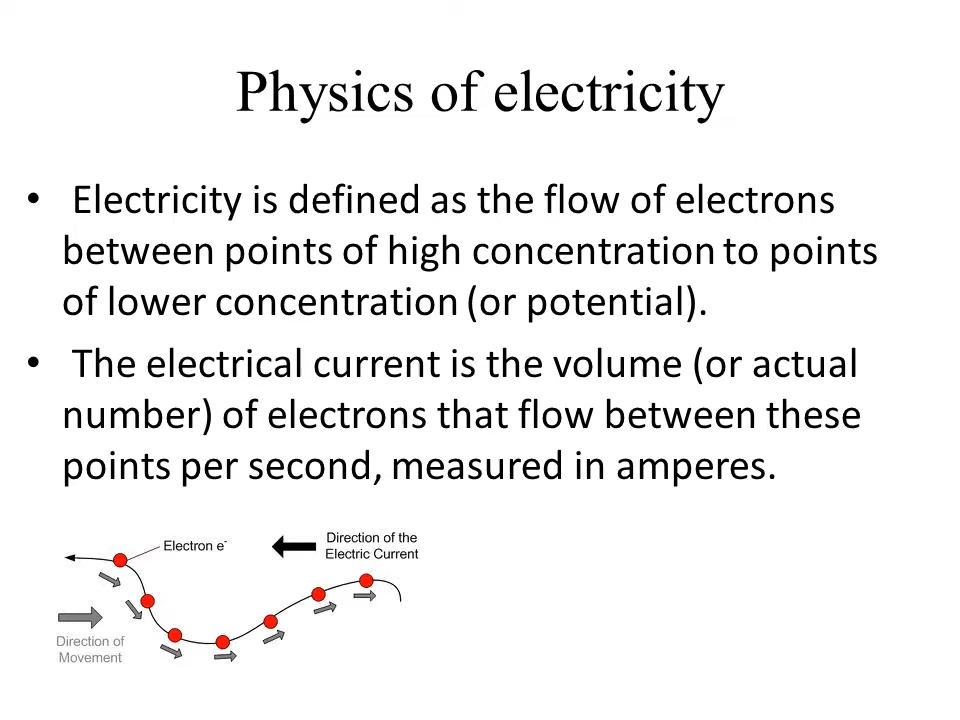 Physics of electricity
• Electricity is defined as the flow of electrons
between points of high concentration to points
of lower concentration (or potential).
• The electrical current is the volume (or actual
number) of electrons that flow between these
points per second, measured in amperes.
Electron e-
Direction of the
Electric Current
Direction of
Movement